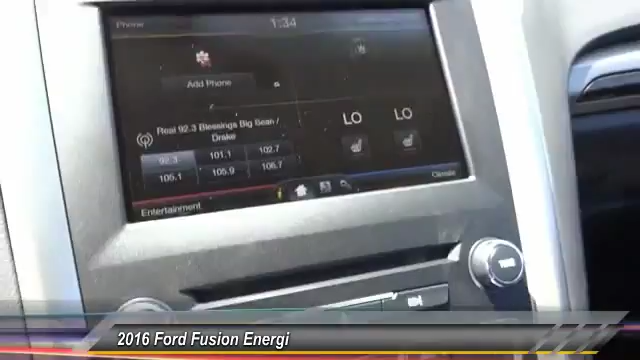 Phone
1:34
Add Phone
LO LO
Real 92.3 Blessings Big Sean /
Drake
92.3 101.1 102.7
105.1 105.9 106.7
Entertainment
Climate
TUNE
2016 Ford Fusion Energi